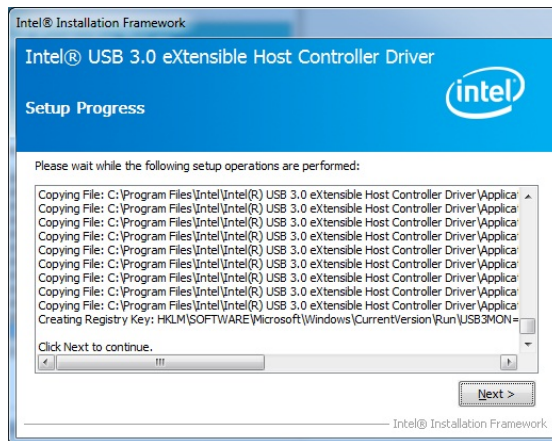 Intel® Installation Framework
Intel® USB 3.0 eXtensible Host Controller Driver
Setup Progress
intel
Please wait while the following setup operations are performed:
Copying File: C:\Program Files\Intel\Intel(R) USB 3.0 eXtensible Host Controller Driver\Applica
Copying File: C:\Program Files\Intel\Intel(R) USB 3.0 eXtensible Host Controller Driver\Applica
Copying File: C:\Program Files\Intel\Intel(R) USB 3.0 eXtensible Host Controller Driver\Applica
Copying File: C:\Program Files\Intel\Intel(R) USB 3.0 eXtensible Host Controller Driver\Applica
Copying File: C:\Program Files\Intel\Intel(R) USB 3.0 eXtensible Host Controller Driver\Applica
Copying File: C:\Program Files\Intel\Intel(R) USB 3.0 eXtensible Host Controller Driver\Applica
Copying File: C:\Program Files\Intel\Intel(R) USB 3.0 eXtensible Host Controller Driver\Applica
Copying File: C:\Program Files\Intel\Intel(R) USB 3.0 eXtensible Host Controller Driver\Applica
Copying File: C:\Program Files\Intel\Intel(R) USB 3.0 eXtensible Host Controller Driver\Applica
Creating Registry Key: HKLM\SOFTWARE\Microsoft\Windows\CurrentVersion\Run\USB3MON=
Click Next to continue.
Next >
Intel® Installation Framework